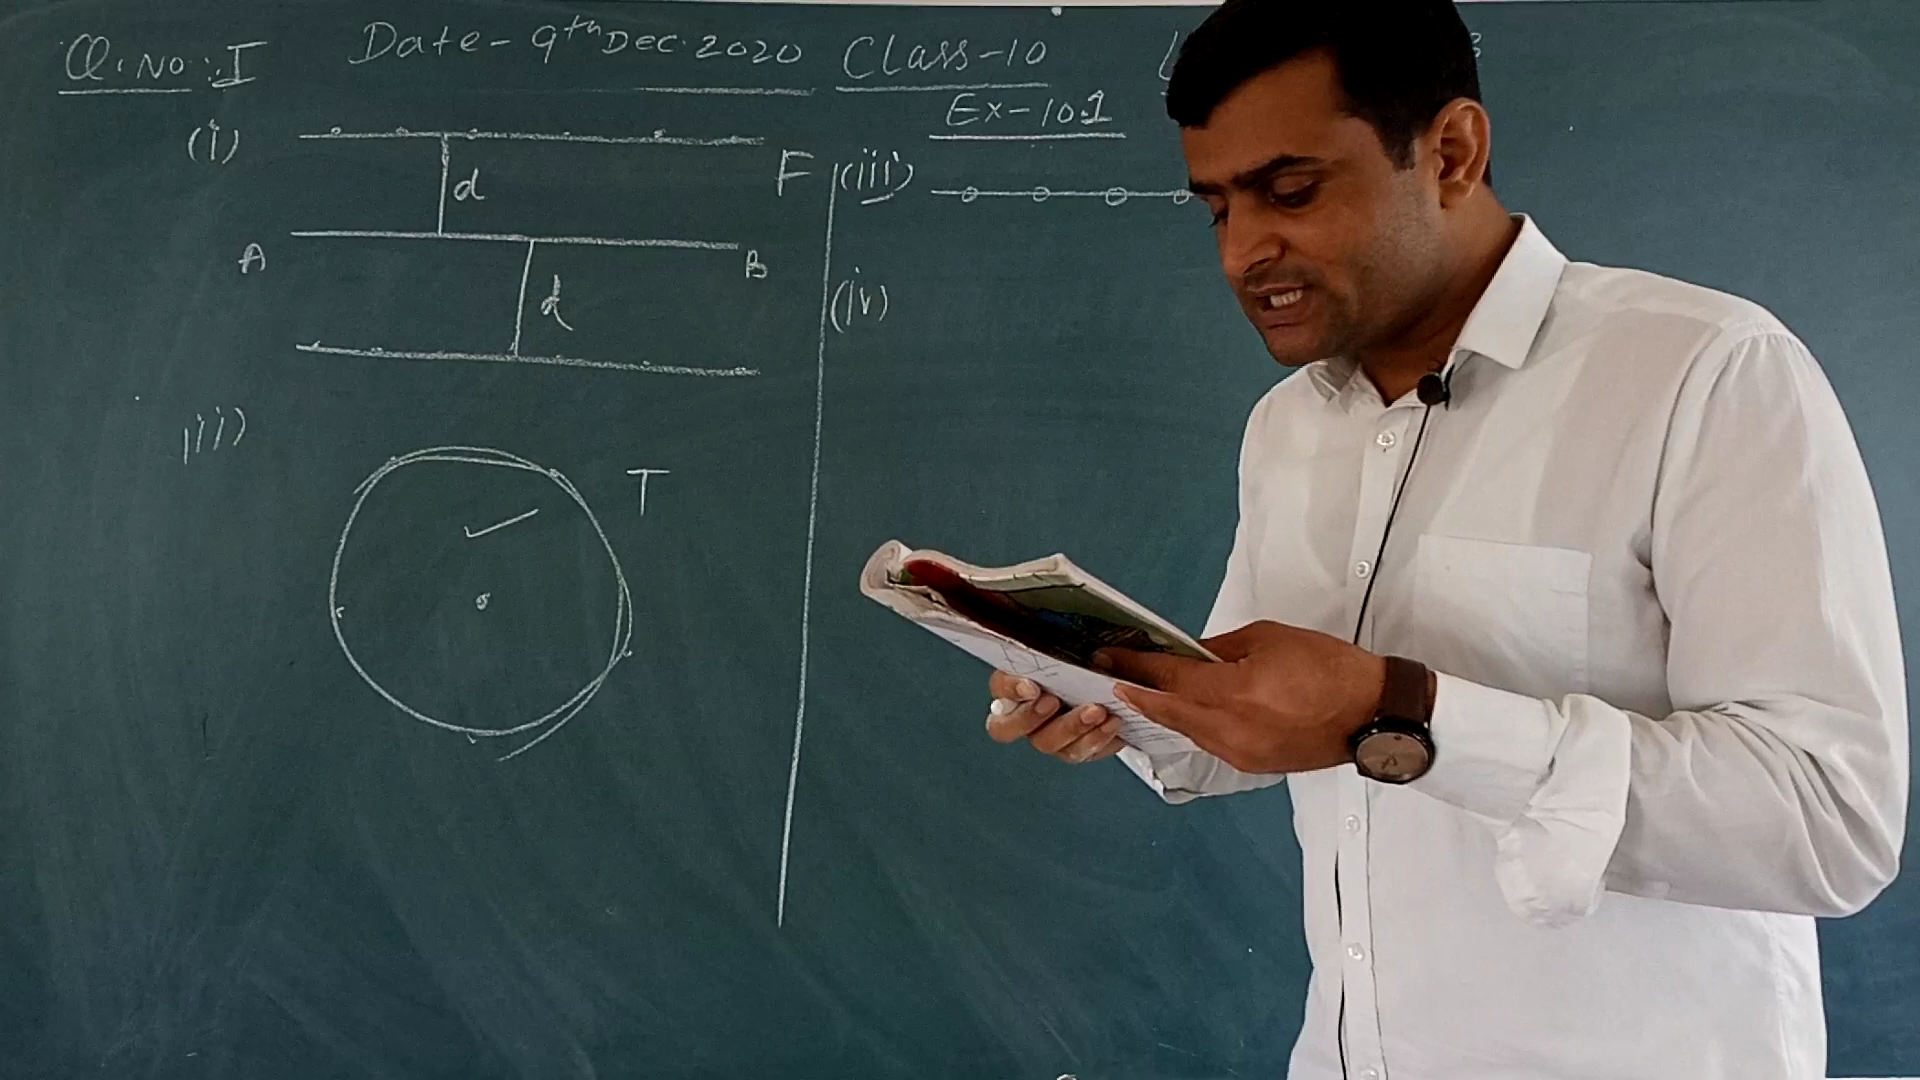 Q. No :. I Date - 9th Dec. 2020 Class-10
Ex-10.1
(i)
d
F
A B
d
(ii)
T
(iii)
(iv)